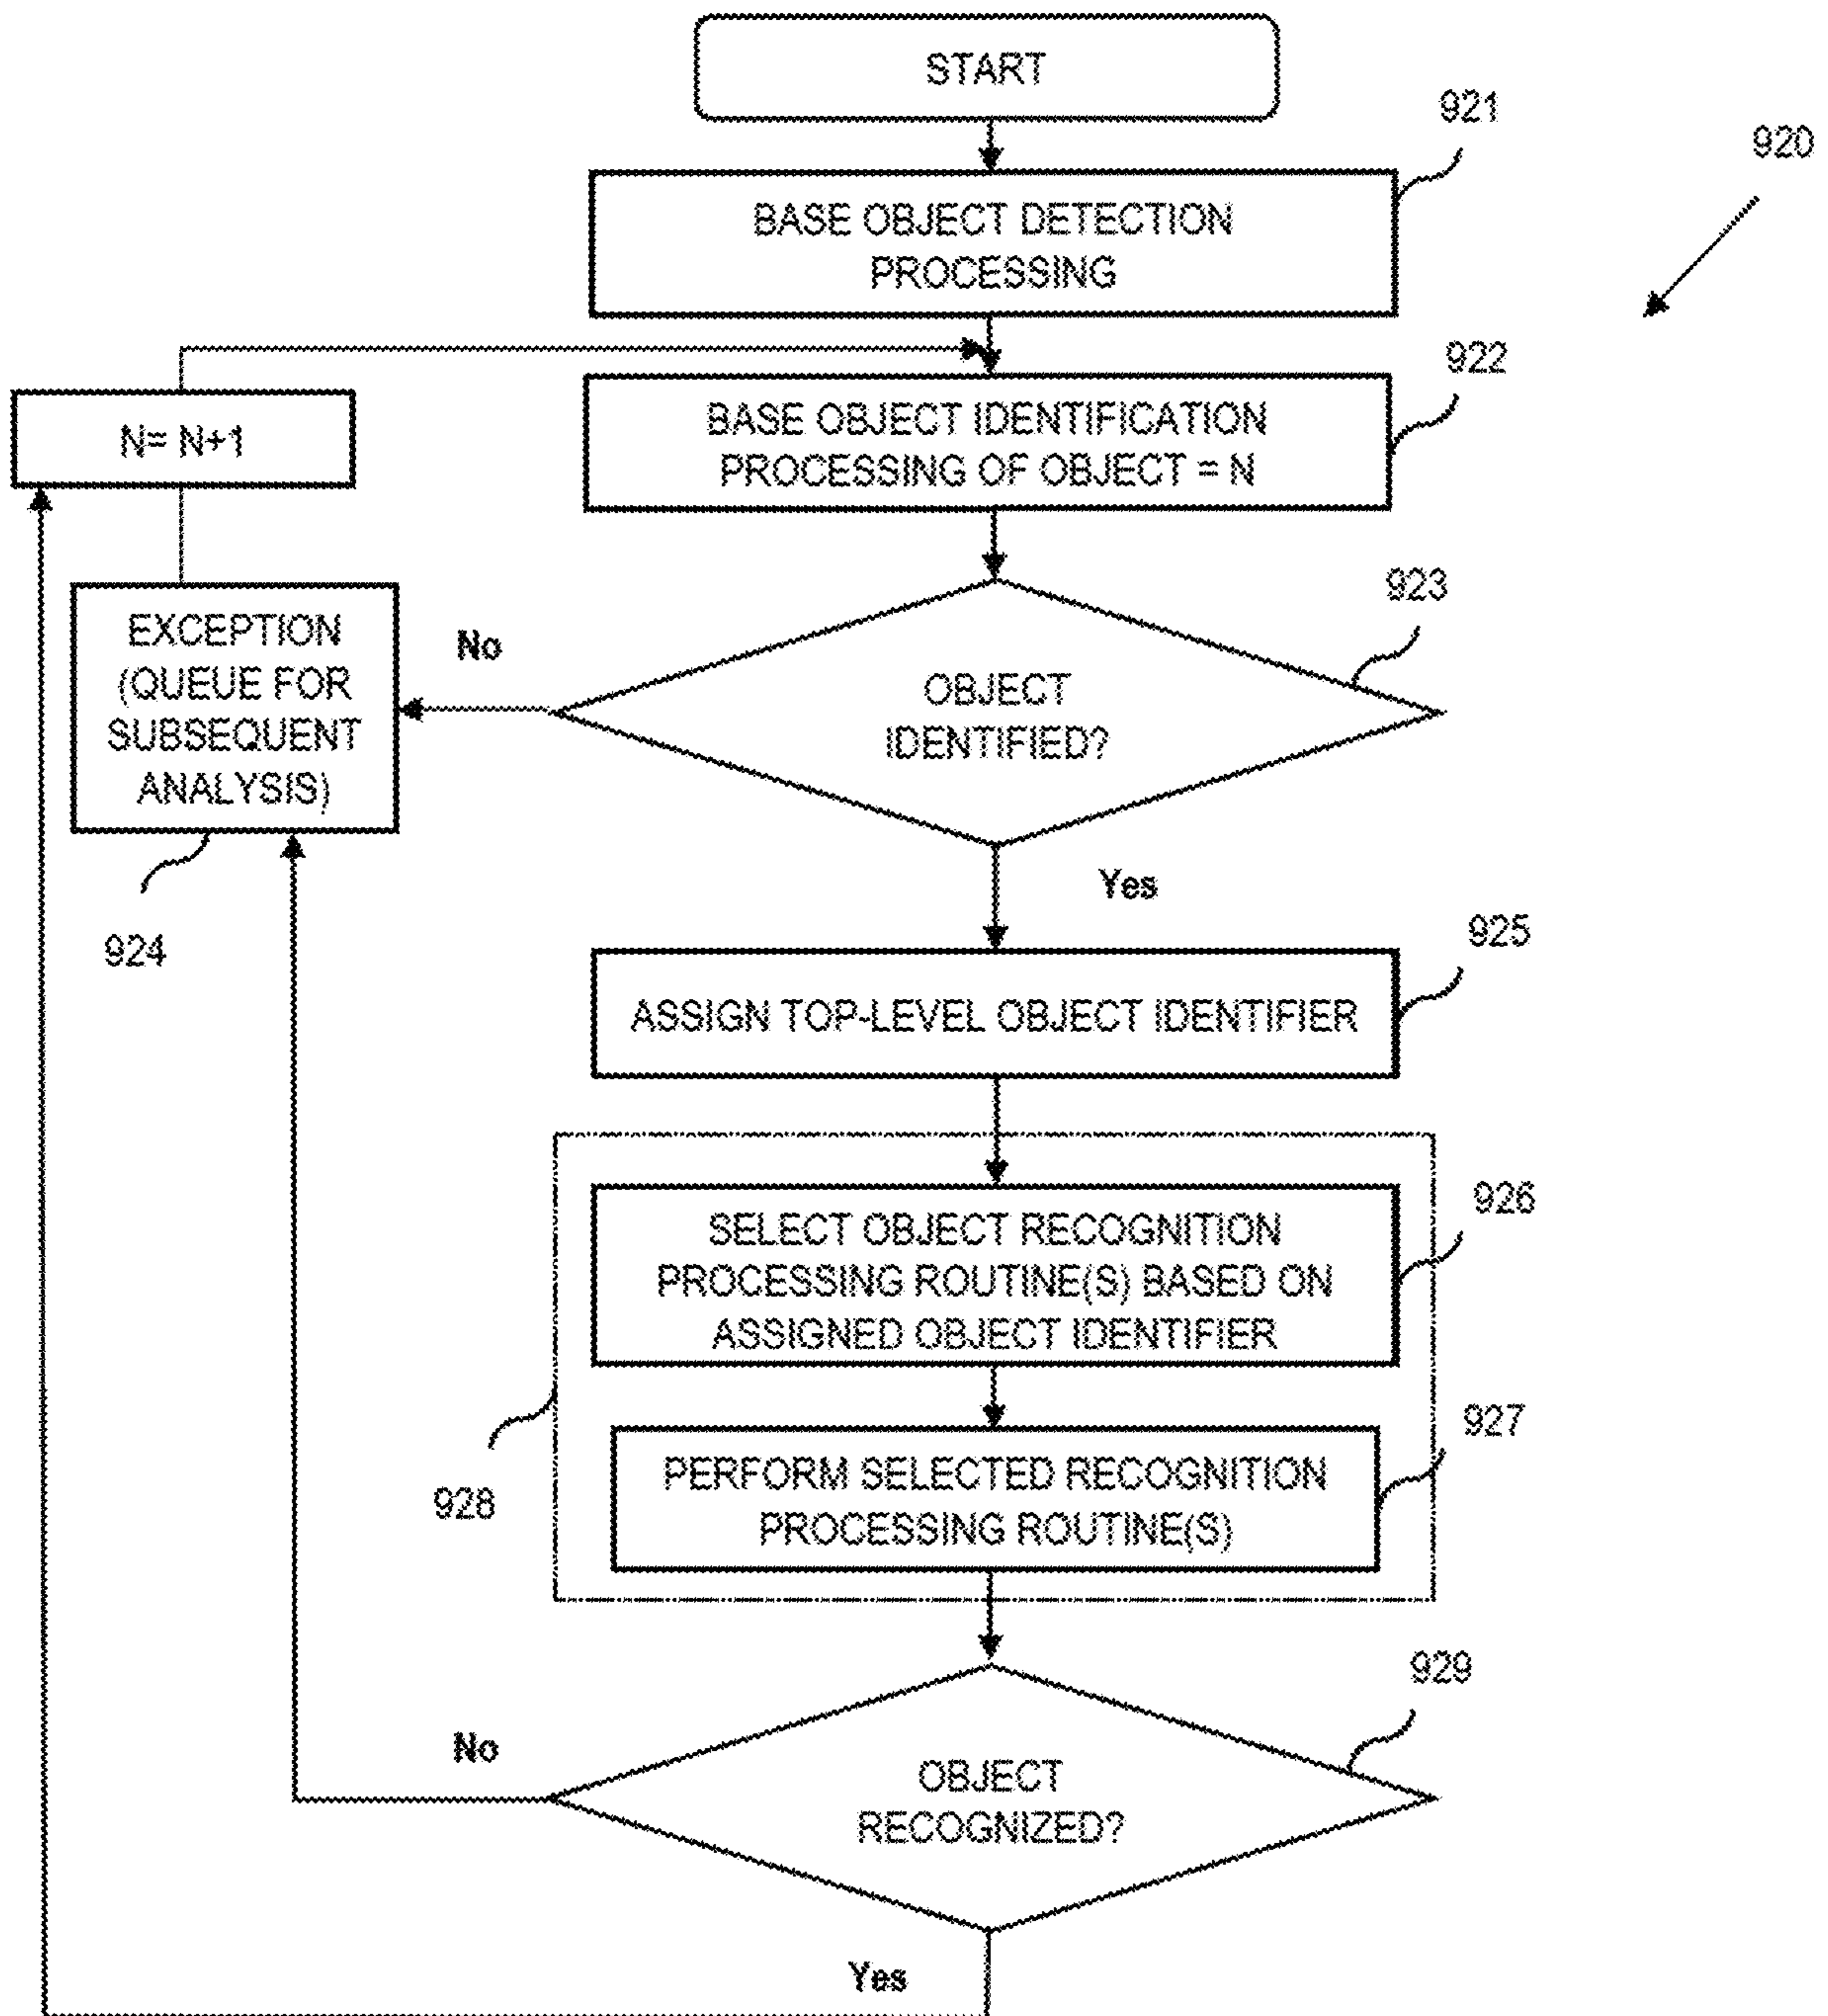 START
921
920
BASE OBJECT DETECTION
PROCESSING
922
N= N+1
BASE OBJECT IDENTIFICATION
PROCESSING OF OBJECT = N
923
EXCEPTION
(QUEUE FOR
SUBSEQUENT
ANALYSIS)
No
OBJECT
IDENTIFIED?
Yes
924
925
ASSIGN TOP-LEVEL OBJECT IDENTIFIER
926
SELECT OBJECT RECOGNITION
PROCESSING ROUTINE(S) BASED ON
ASSIGNED OBJECT IDENTIFIER
927
PERFORM SELECTED RECOGNITION
PROCESSING ROUTINE(S)
928
929
No
OBJECT
RECOGNIZED?
Yes